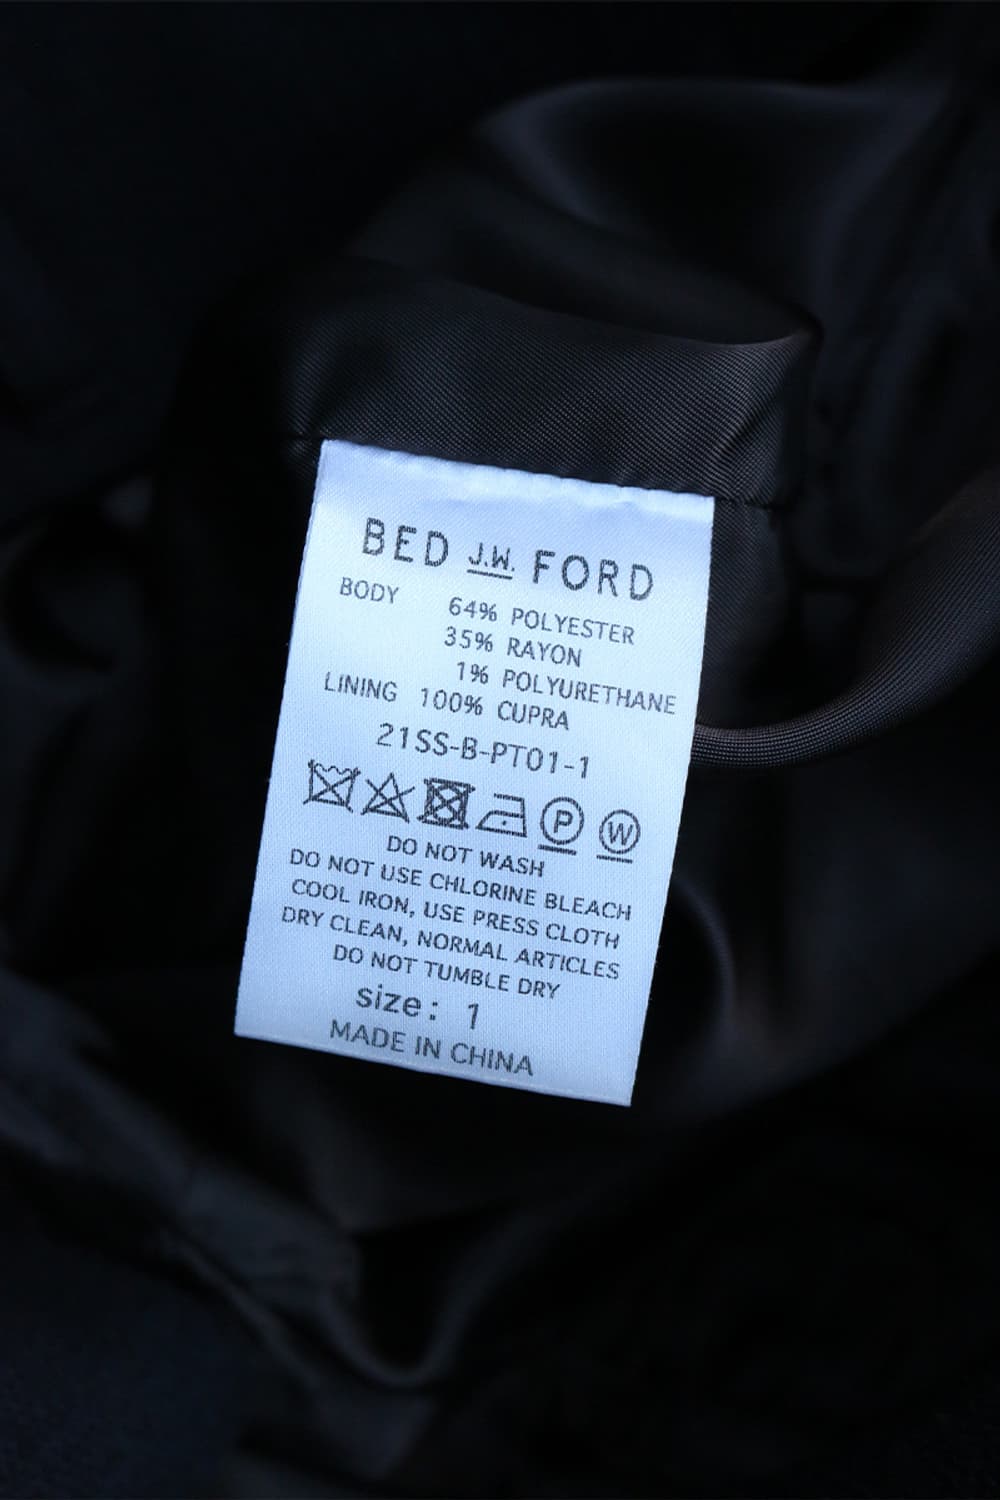 BED J.W. FORD
BODY 64% POLYESTER
35% RAYON
1% POLYURETHANE
LINING 100% CUPRA
21SS-B-PT01-1
P W
DO NOT WASH
DO NOT USE CHLORINE BLEACH
COOL IRON, USE PRESS CLOTH
DRY CLEAN, NORMAL ARTICLES
DO NOT TUMBLE DRY
size: 1
MADE IN CHINA